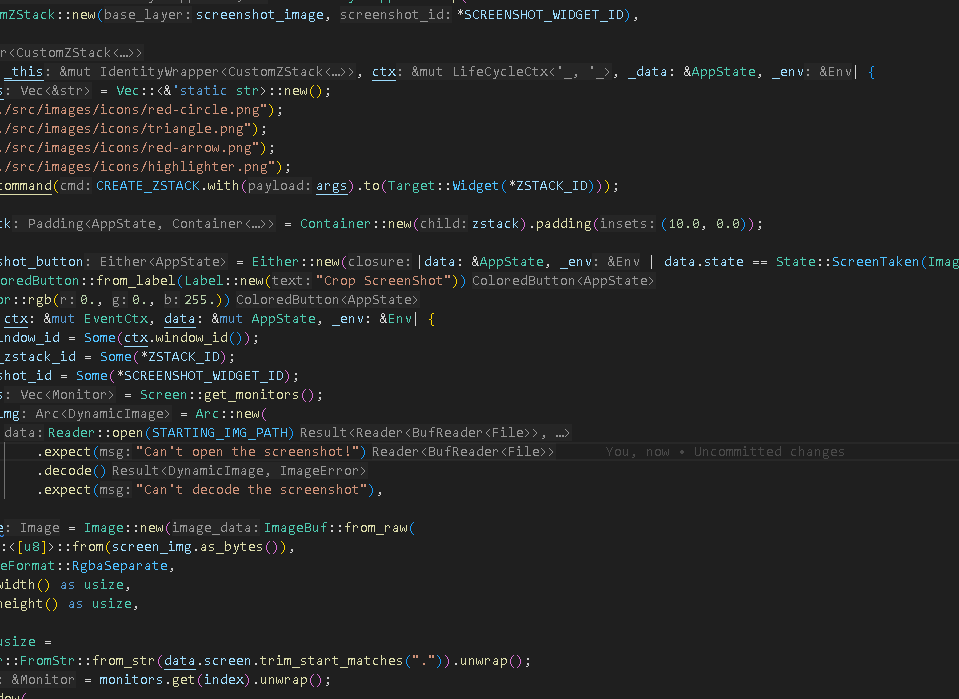 mZStack::new(base_layer: screenshot_image, screenshot_id: *SCREENSHOT_WIDGET_ID),
r<CustomZStack<…>>
_this: &mut IdentityWrapper<CustomZStack<…>>, ctx: &mut LifeCycleCtx<'_, '_>, _data: &AppState, _env: &Env| {
s: Vec<&str> = Vec::<&'static str>::new();
./src/images/icons/red-circle.png");
./src/images/icons/triangle.png");
./src/images/icons/red-arrow.png");
./src/images/icons/highlighter.png");
command(cmd: CREATE_ZSTACK.with(payload: args).to(Target::Widget(*ZSTACK_ID)));
ck: Padding<AppState, Container<…>> = Container::new(child: zstack).padding(insets: (10.0, 0.0));
shot_button: Either<AppState> = Either::new(closure: |data: &AppState, _env: &Env | data.state == State::ScreenTaken(Imag
loredButton::from_label(Label::new(text: "Crop ScreenShot")) ColoredButton<AppState>
or::rgb(r: 0., g: 0., b: 255.)) ColoredButton<AppState>
ctx: &mut EventCtx, data: &mut AppState, _env: &Env| {
indow_id = Some(ctx.window_id());
_zstack_id = Some(*ZSTACK_ID);
shot_id = Some(*SCREENSHOT_WIDGET_ID);
s: Vec<Monitor> = Screen::get_monitors();
img: Arc<DynamicImage> = Arc::new(
data: Reader::open(STARTING_IMG_PATH) Result<Reader<BufReader<File>>, …>
.expect(msg: "Can't open the screenshot!") Reader<BufReader<File>> You, now • Uncommitted changes
.decode() Result<DynamicImage, ImageError>
.expect(msg: "Can't decode the screenshot"),
e: Image = Image::new(image_data: ImageBuf::from_raw(
::<[u8]>::from(screen_img.as_bytes()),
eFormat::RgbaSeparate,
width() as usize,
height() as usize,
usize =
r::FromStr::from_str(data.screen.trim_start_matches(".")).unwrap();
: &Monitor = monitors.get(index).unwrap();